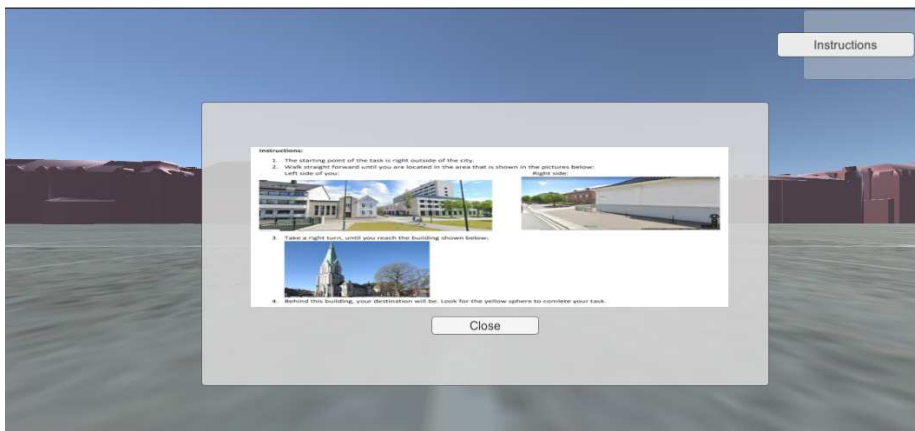 Instructions
Instructions:
1. The starting point of the task is right outside of the city.
2. Walk straight forward until you are located in the area that is shown in the pictures below:
Left side of you: Right side:
3. Take a right turn, until you reach the building shown below.
4. Behind this building, your destination will be. Look for the yellow sphere to comlete your task.
Close